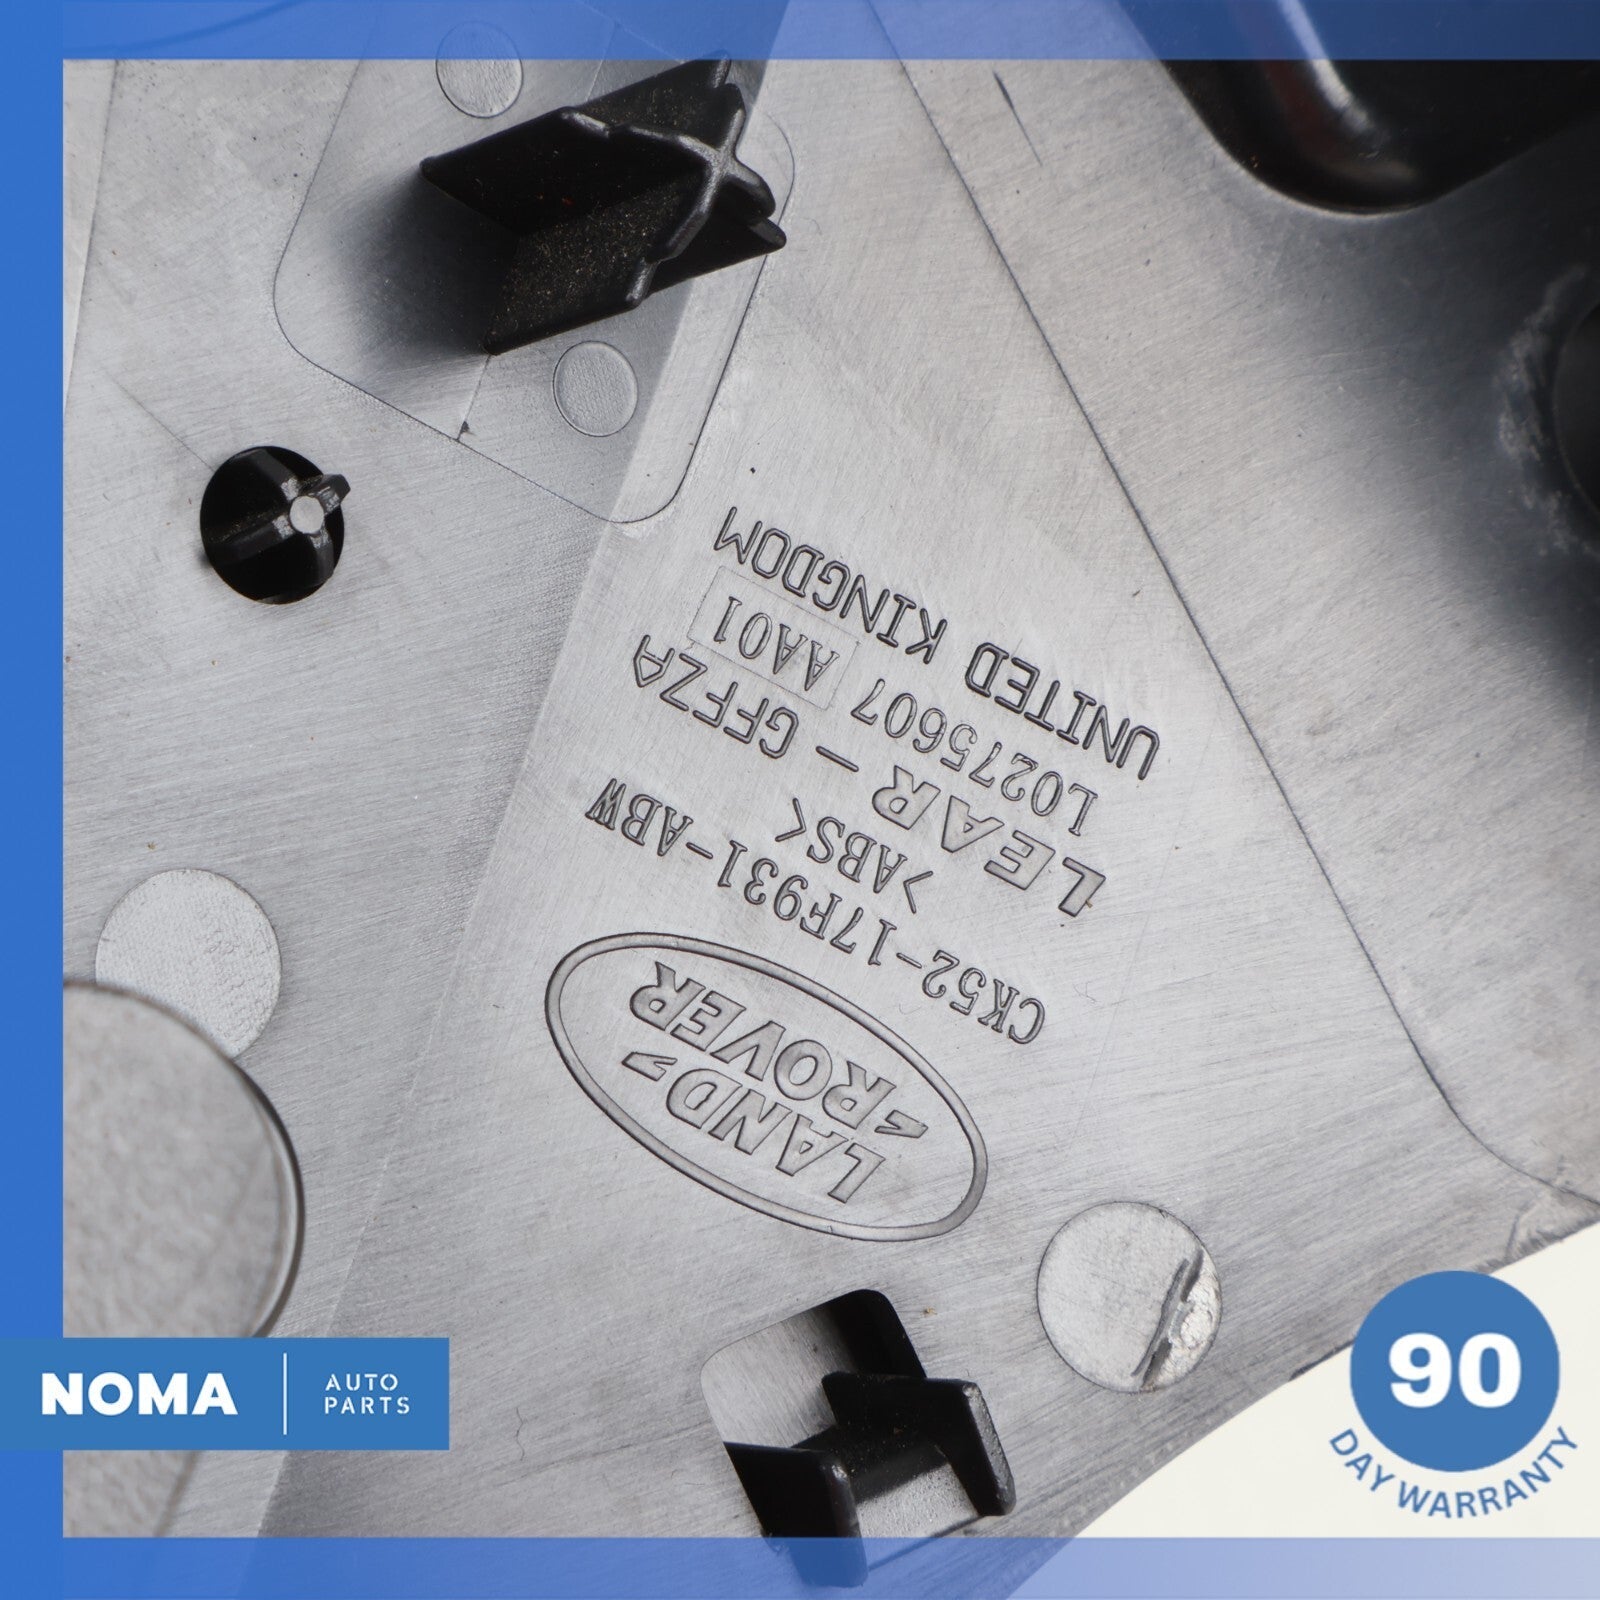 LAND
ROVER
CK52-17F931-ABW
>ABS<
LEAR - GFFZA
L0275607 AA01
UNITED KINGDOM
NOMA
AUTO
PARTS
90
DAY WARRANTY